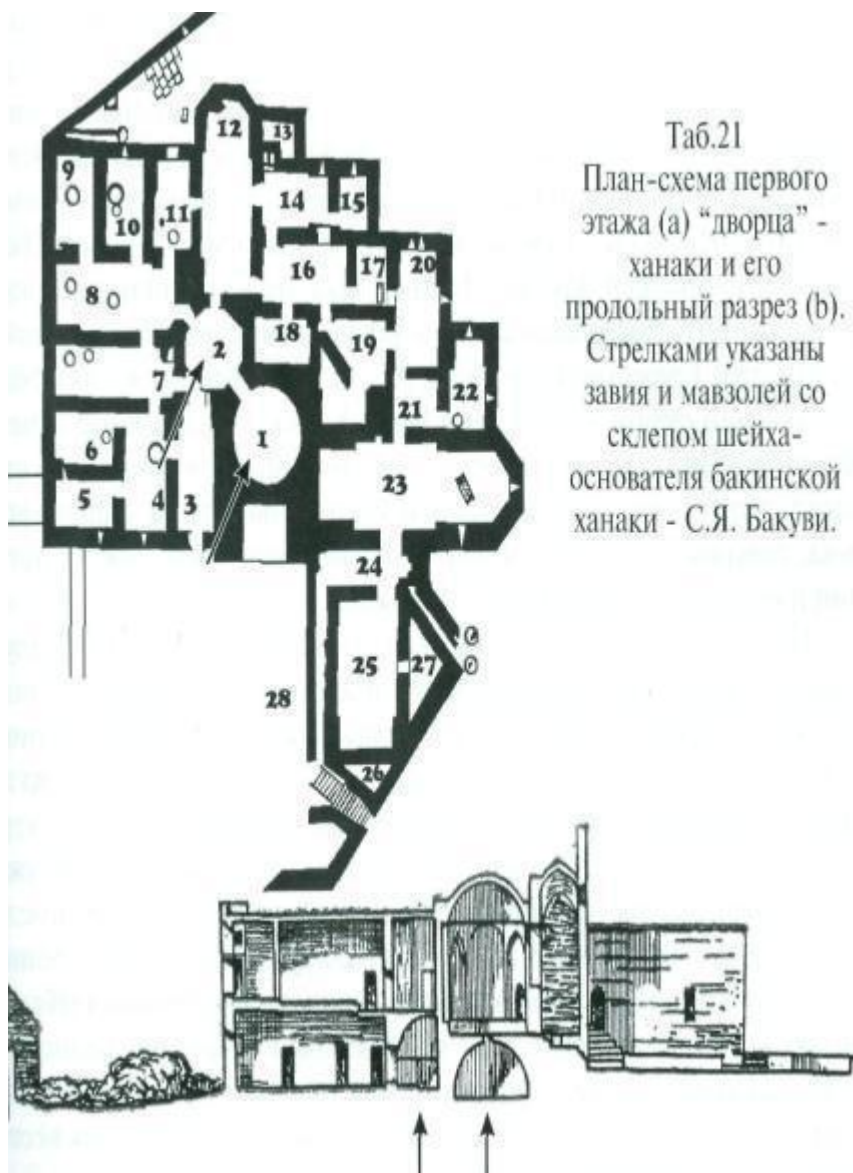 Таб.21
План-схема первого
этажа (а) “дворца” -
ханаки и его
продольный разрез (b).
Стрелками указаны
завия и мавзолей со
склепом шейха-
основателя бакинской
ханаки - С.Я. Бакуви.
12
13
9
10
11
14
15
16
17
20
8
2
18
19
7
22
21
1
6
23
5
4
3
24
25
27
28
26